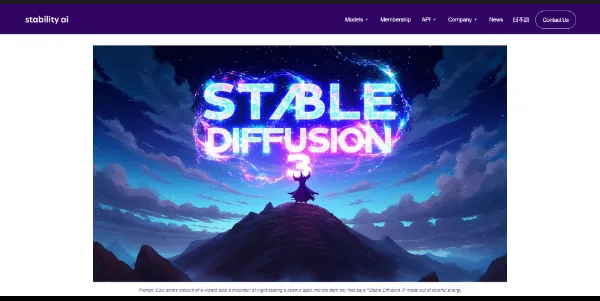 stability ai
Models
Membership
API
Company
News
日本語
Contact Us
STABLE
DIFFUSION
3
Prompt: Epic anime artwork of a wizard atop a mountain at night casting a cosmic spell into the dark sky that says "Stable Diffusion 3" made out of colorful energy